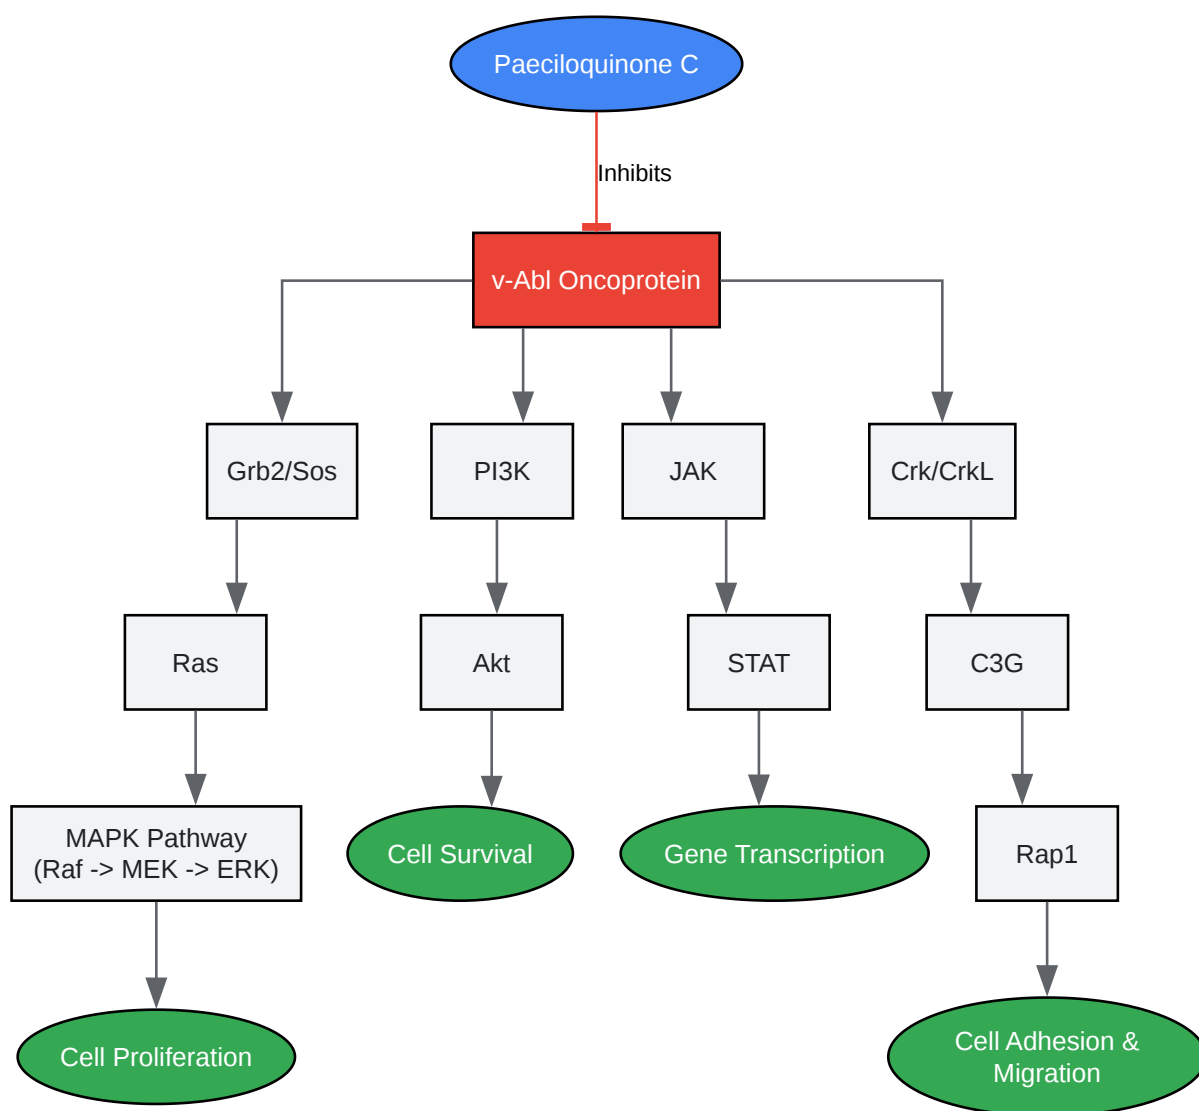 Paeciloquinone C
Inhibits
v-Abl Oncoprotein
Grb2/Sos
PI3K
JAK
Crk/CrkL
Ras
Akt
STAT
C3G
MAPK Pathway
(Raf -> MEK -> ERK)
Cell Survival
Gene Transcription
Rap1
Cell Proliferation
Cell Adhesion &
Migration